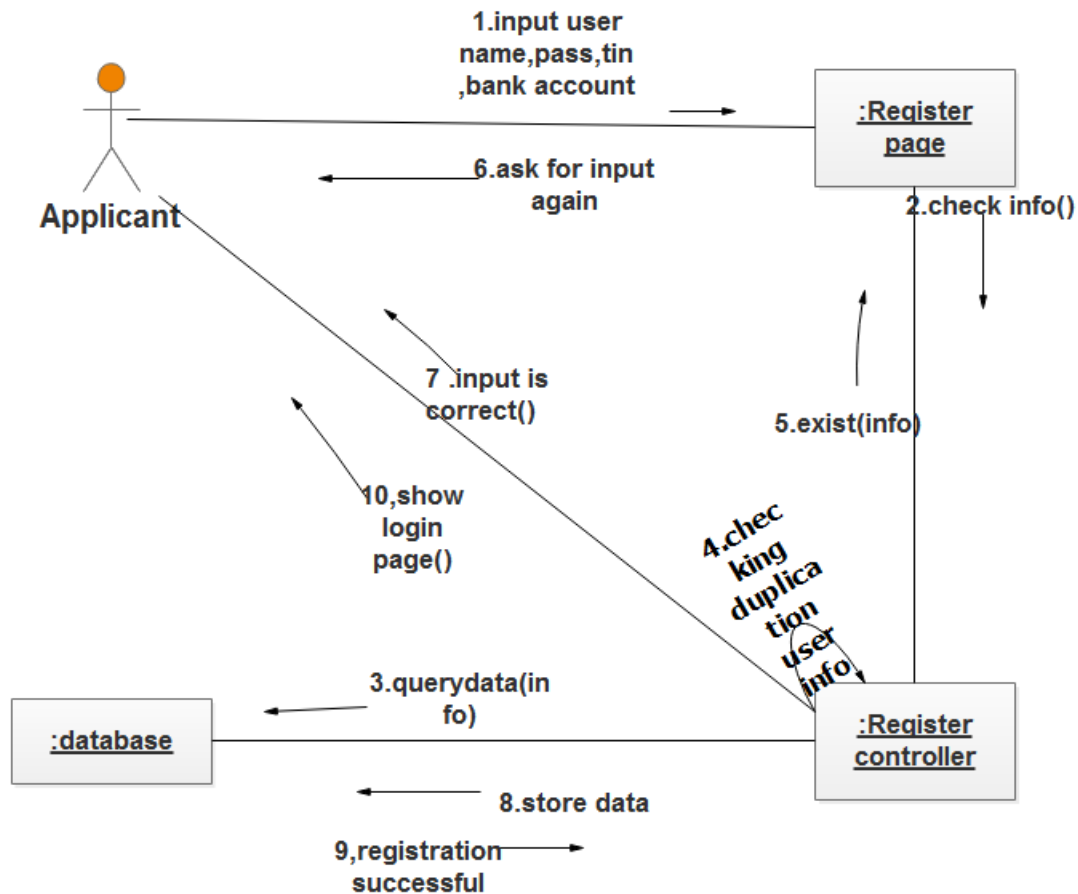 1.input user
name,pass,tin
,bank account
:Register
page
6.ask for input
again
Applicant
2.check info()
7 .input is
correct()
5.exist(info)
10,show
login
page()
4.chec
king
duplica
tion
user
info
3.querydata(in
fo)
:database
:Register
controller
8.store data
9,registration
successful